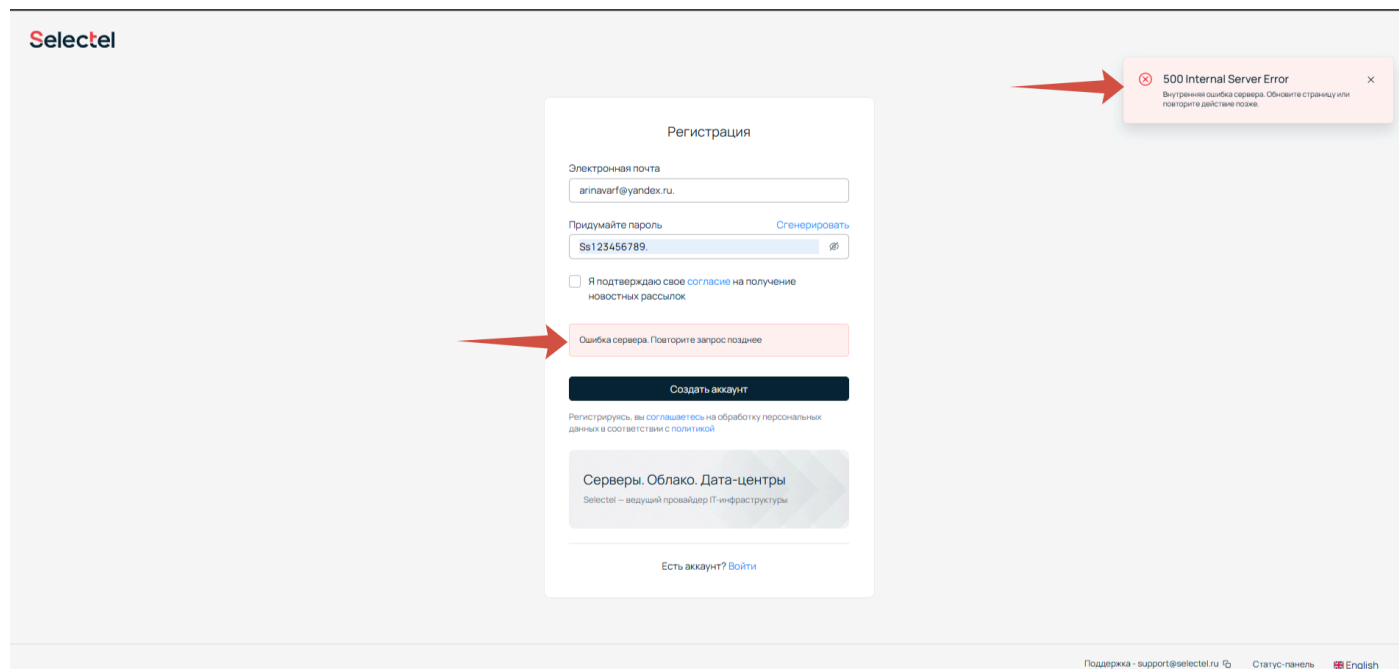 Selectel
500 Internal Server Error
Внутренняя ошибка сервера. Обновите страницу или
повторите действие позже.
Регистрация
Электронная почта
arinavarf@yandex.ru.
Придумайте пароль Сгенерировать
Ss123456789.
Я подтверждаю свое согласие на получение
новостных рассылок
Ошибка сервера. Повторите запрос позднее
Создать аккаунт
Регистрируясь, вы соглашаетесь на обработку персональных
данных в соответствии с политикой
Серверы. Облако. Дата-центры
Selectel — ведущий провайдер IT-инфраструктуры
Есть аккаунт? Войти
Поддержка - support@selectel.ru Статус-панель English